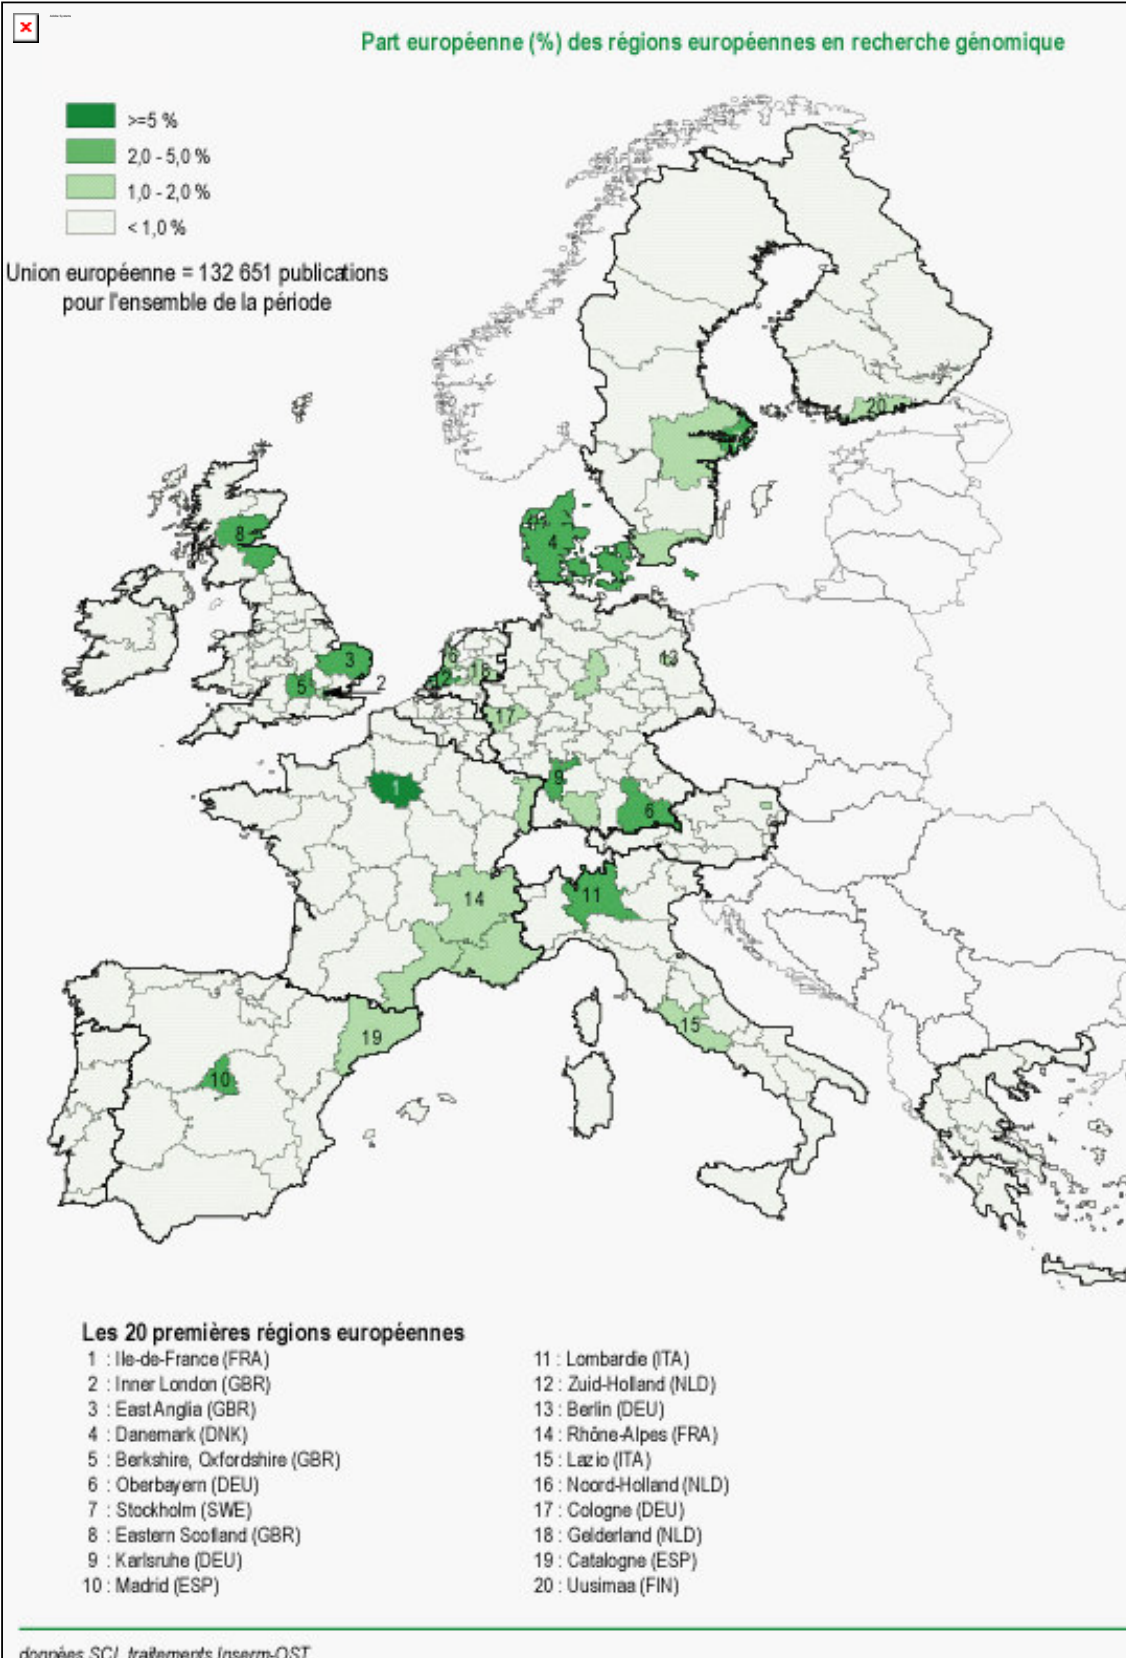 Part européenne (%) des régions européennes en recherche génomique
>=5 %
2,0 - 5,0 %
1,0 - 2,0 %
< 1,0 %
Union européenne = 132 651 publications
pour l'ensemble de la période
20
8
4
3
5
2
16
12
18
13
17
1
9
6
14
11
19
15
10
Les 20 premières régions européennes
1 : Ile-de-France (FRA)
2 : Inner London (GBR)
3 : East Anglia (GBR)
4 : Danemark (DNK)
5 : Berkshire, Oxfordshire (GBR)
6 : Oberbayern (DEU)
7 : Stockholm (SWE)
8 : Eastern Scotland (GBR)
9 : Karlsruhe (DEU)
10 : Madrid (ESP)
11 : Lombardie (ITA)
12 : Zuid-Holland (NLD)
13 : Berlin (DEU)
14 : Rhône-Alpes (FRA)
15 : Lazio (ITA)
16 : Noord-Holland (NLD)
17 : Cologne (DEU)
18 : Gelderland (NLD)
19 : Catalogne (ESP)
20 : Uusimaa (FIN)
données SCI, traitements Inserm-OST